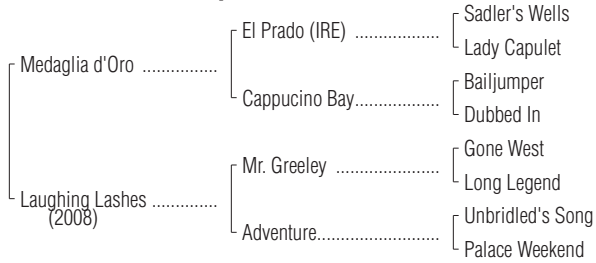 Sadler's Wells
El Prado (IRE) ..................
Lady Capulet
Medaglia d'Oro ................
Bailjumper
Cappucino Bay..................
Dubbed In
Gone West
Mr. Greeley ......................
Long Legend
Laughing Lashes ..............
(2008)
Unbridled's Song
Adventure..........................
Palace Weekend